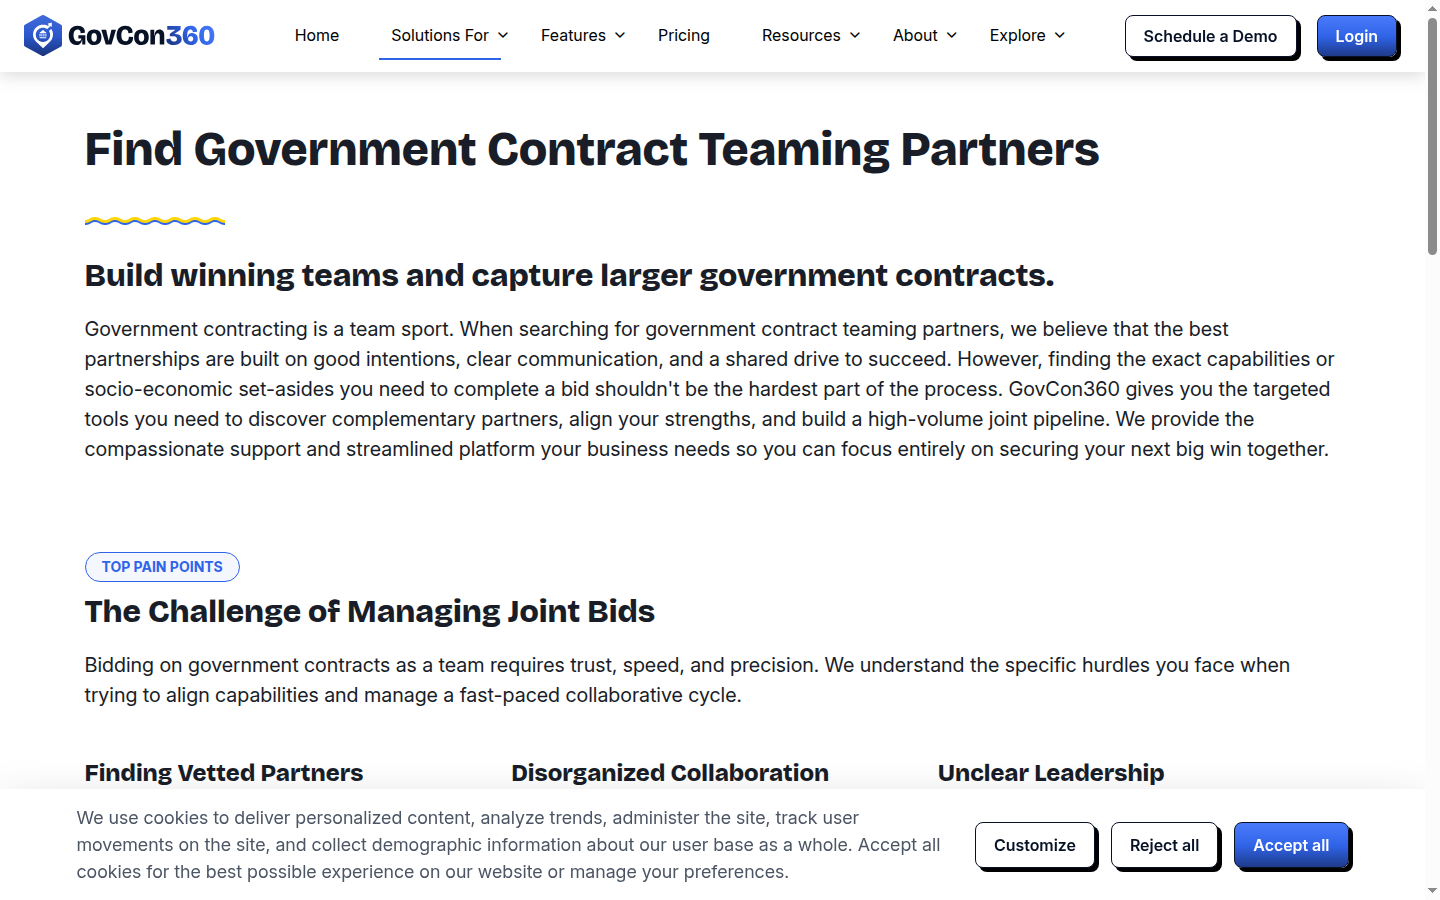 GovCon360
Home
Solutions For
Features
Pricing
Resources
About
Explore
Schedule a Demo
Login
Find Government Contract Teaming Partners
Build winning teams and capture larger government contracts.
Government contracting is a team sport. When searching for government contract teaming partners, we believe that the best
partnerships are built on good intentions, clear communication, and a shared drive to succeed. However, finding the exact capabilities or
socio-economic set-asides you need to complete a bid shouldn't be the hardest part of the process. GovCon360 gives you the targeted
tools you need to discover complementary partners, align your strengths, and build a high-volume joint pipeline. We provide the
compassionate support and streamlined platform your business needs so you can focus entirely on securing your next big win together.
TOP PAIN POINTS
The Challenge of Managing Joint Bids
Bidding on government contracts as a team requires trust, speed, and precision. We understand the specific hurdles you face when
trying to align capabilities and manage a fast-paced collaborative cycle.
Finding Vetted Partners
Disorganized Collaboration
Unclear Leadership
We use cookies to deliver personalized content, analyze trends, administer the site, track user
movements on the site, and collect demographic information about our user base as a whole. Accept all
cookies for the best possible experience on our website or manage your preferences.
Customize
Reject all
Accept all